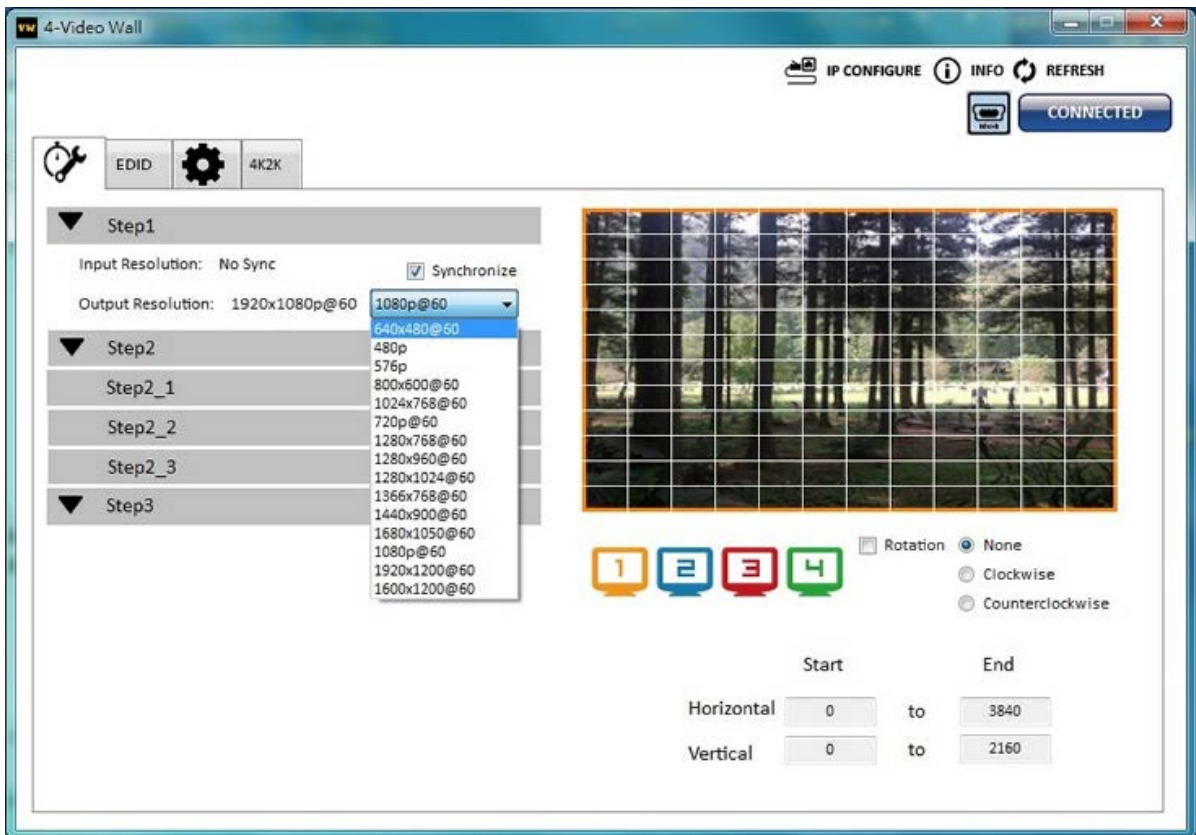 VW 4-Video Wall
IP CONFIGURE INFO REFRESH
CONNECTED
EDID 4K2K
Step1
Input Resolution: No Sync Synchronize
Output Resolution: 1920x1080p@60 1080p@60
640x480@60
480p
576p
800x600@60
1024x768@60
720p@60
1280x768@60
1280x960@60
1280x1024@60
1366x768@60
1440x900@60
1680x1050@60
1080p@60
1920x1200@60
1600x1200@60
Step2
Step2_1
Step2_2
Step2_3
Step3
1 2 3 4
Rotation None
Clockwise
Counterclockwise
Start End
Horizontal 0 to 3840
Vertical 0 to 2160